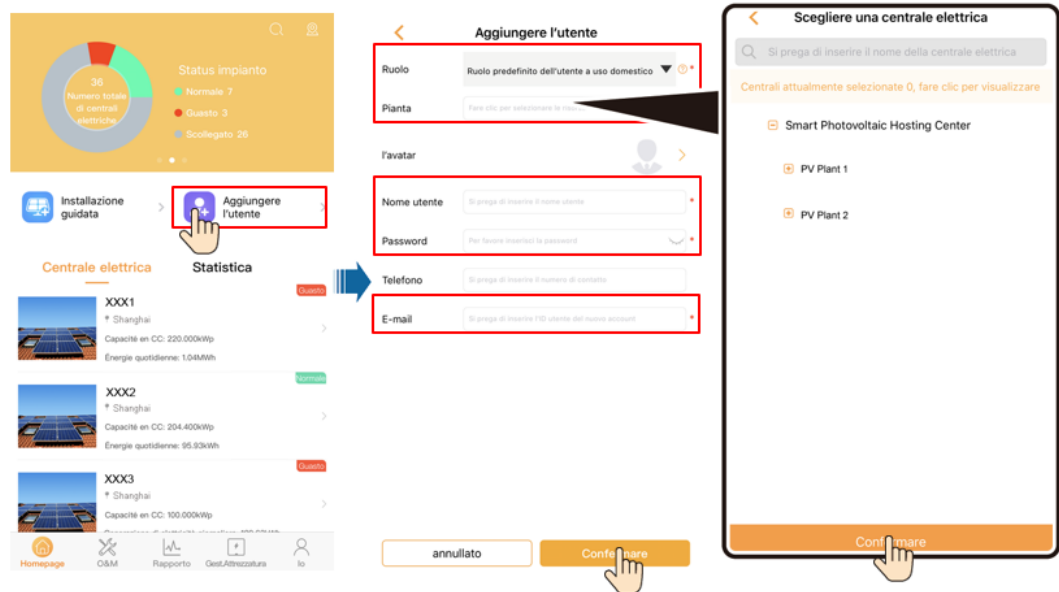 36
Numero totale
di centrali
elettriche
Status impianto
Normale 7
Guasto 3
Scollegato 26
Installazione
guidata
Aggiungere
l'utente
Centrale elettrica
Statistica
Guasto
XXX1
Shanghai
Capacité en CC: 220.000kWp
Énergie quotidienne: 1.04MWh
Normale
XXX2
Shanghai
Capacité en CC: 204.400kWp
Énergie quotidienne: 95.93kWh
Guasto
XXX3
Shanghai
Capacité en CC: 100.000kWp
Homepage
O&M
Rapporto
Gest.Attrezzatura
Io
Aggiungere l'utente
Ruolo
Ruolo predefinito dell'utente a uso domestico
Pianta
Fare clic per selezionare le
l'avatar
Nome utente
Si prega di inserire il nome utente
Password
Per favore inserisci la password
Telefono
Si prega di inserire il numero di contatto
E-mail
Si prega di inserire l'ID utente del nuovo account
annullato
Confermare
Scegliere una centrale elettrica
Si prega di inserire il nome della centrale elettrica
Centrali attualmente selezionate 0, fare clic per visualizzare
Smart Photovoltaic Hosting Center
PV Plant 1
PV Plant 2
Confermare